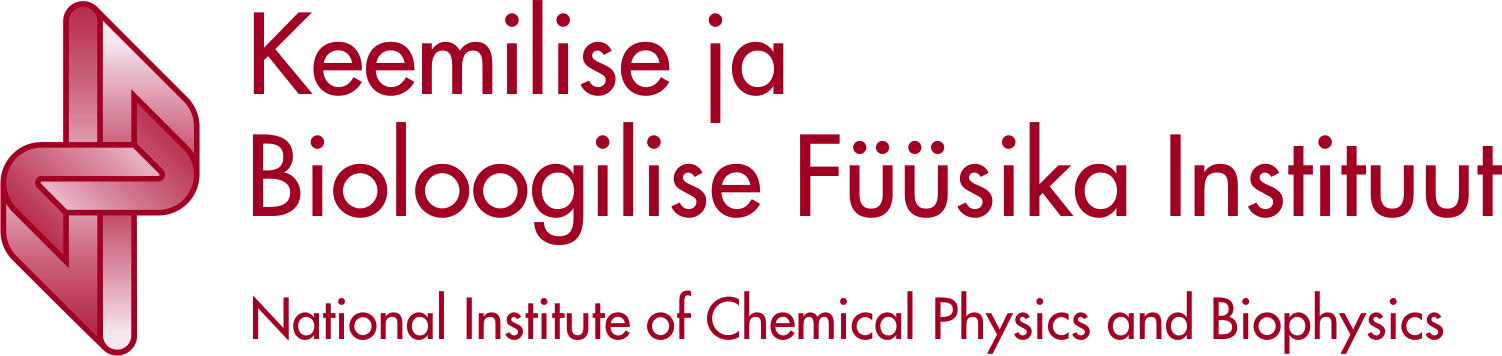 Keemilise ja
Bioloogilise Füüsika Instituut
National Institute of Chemical Physics and Biophysics